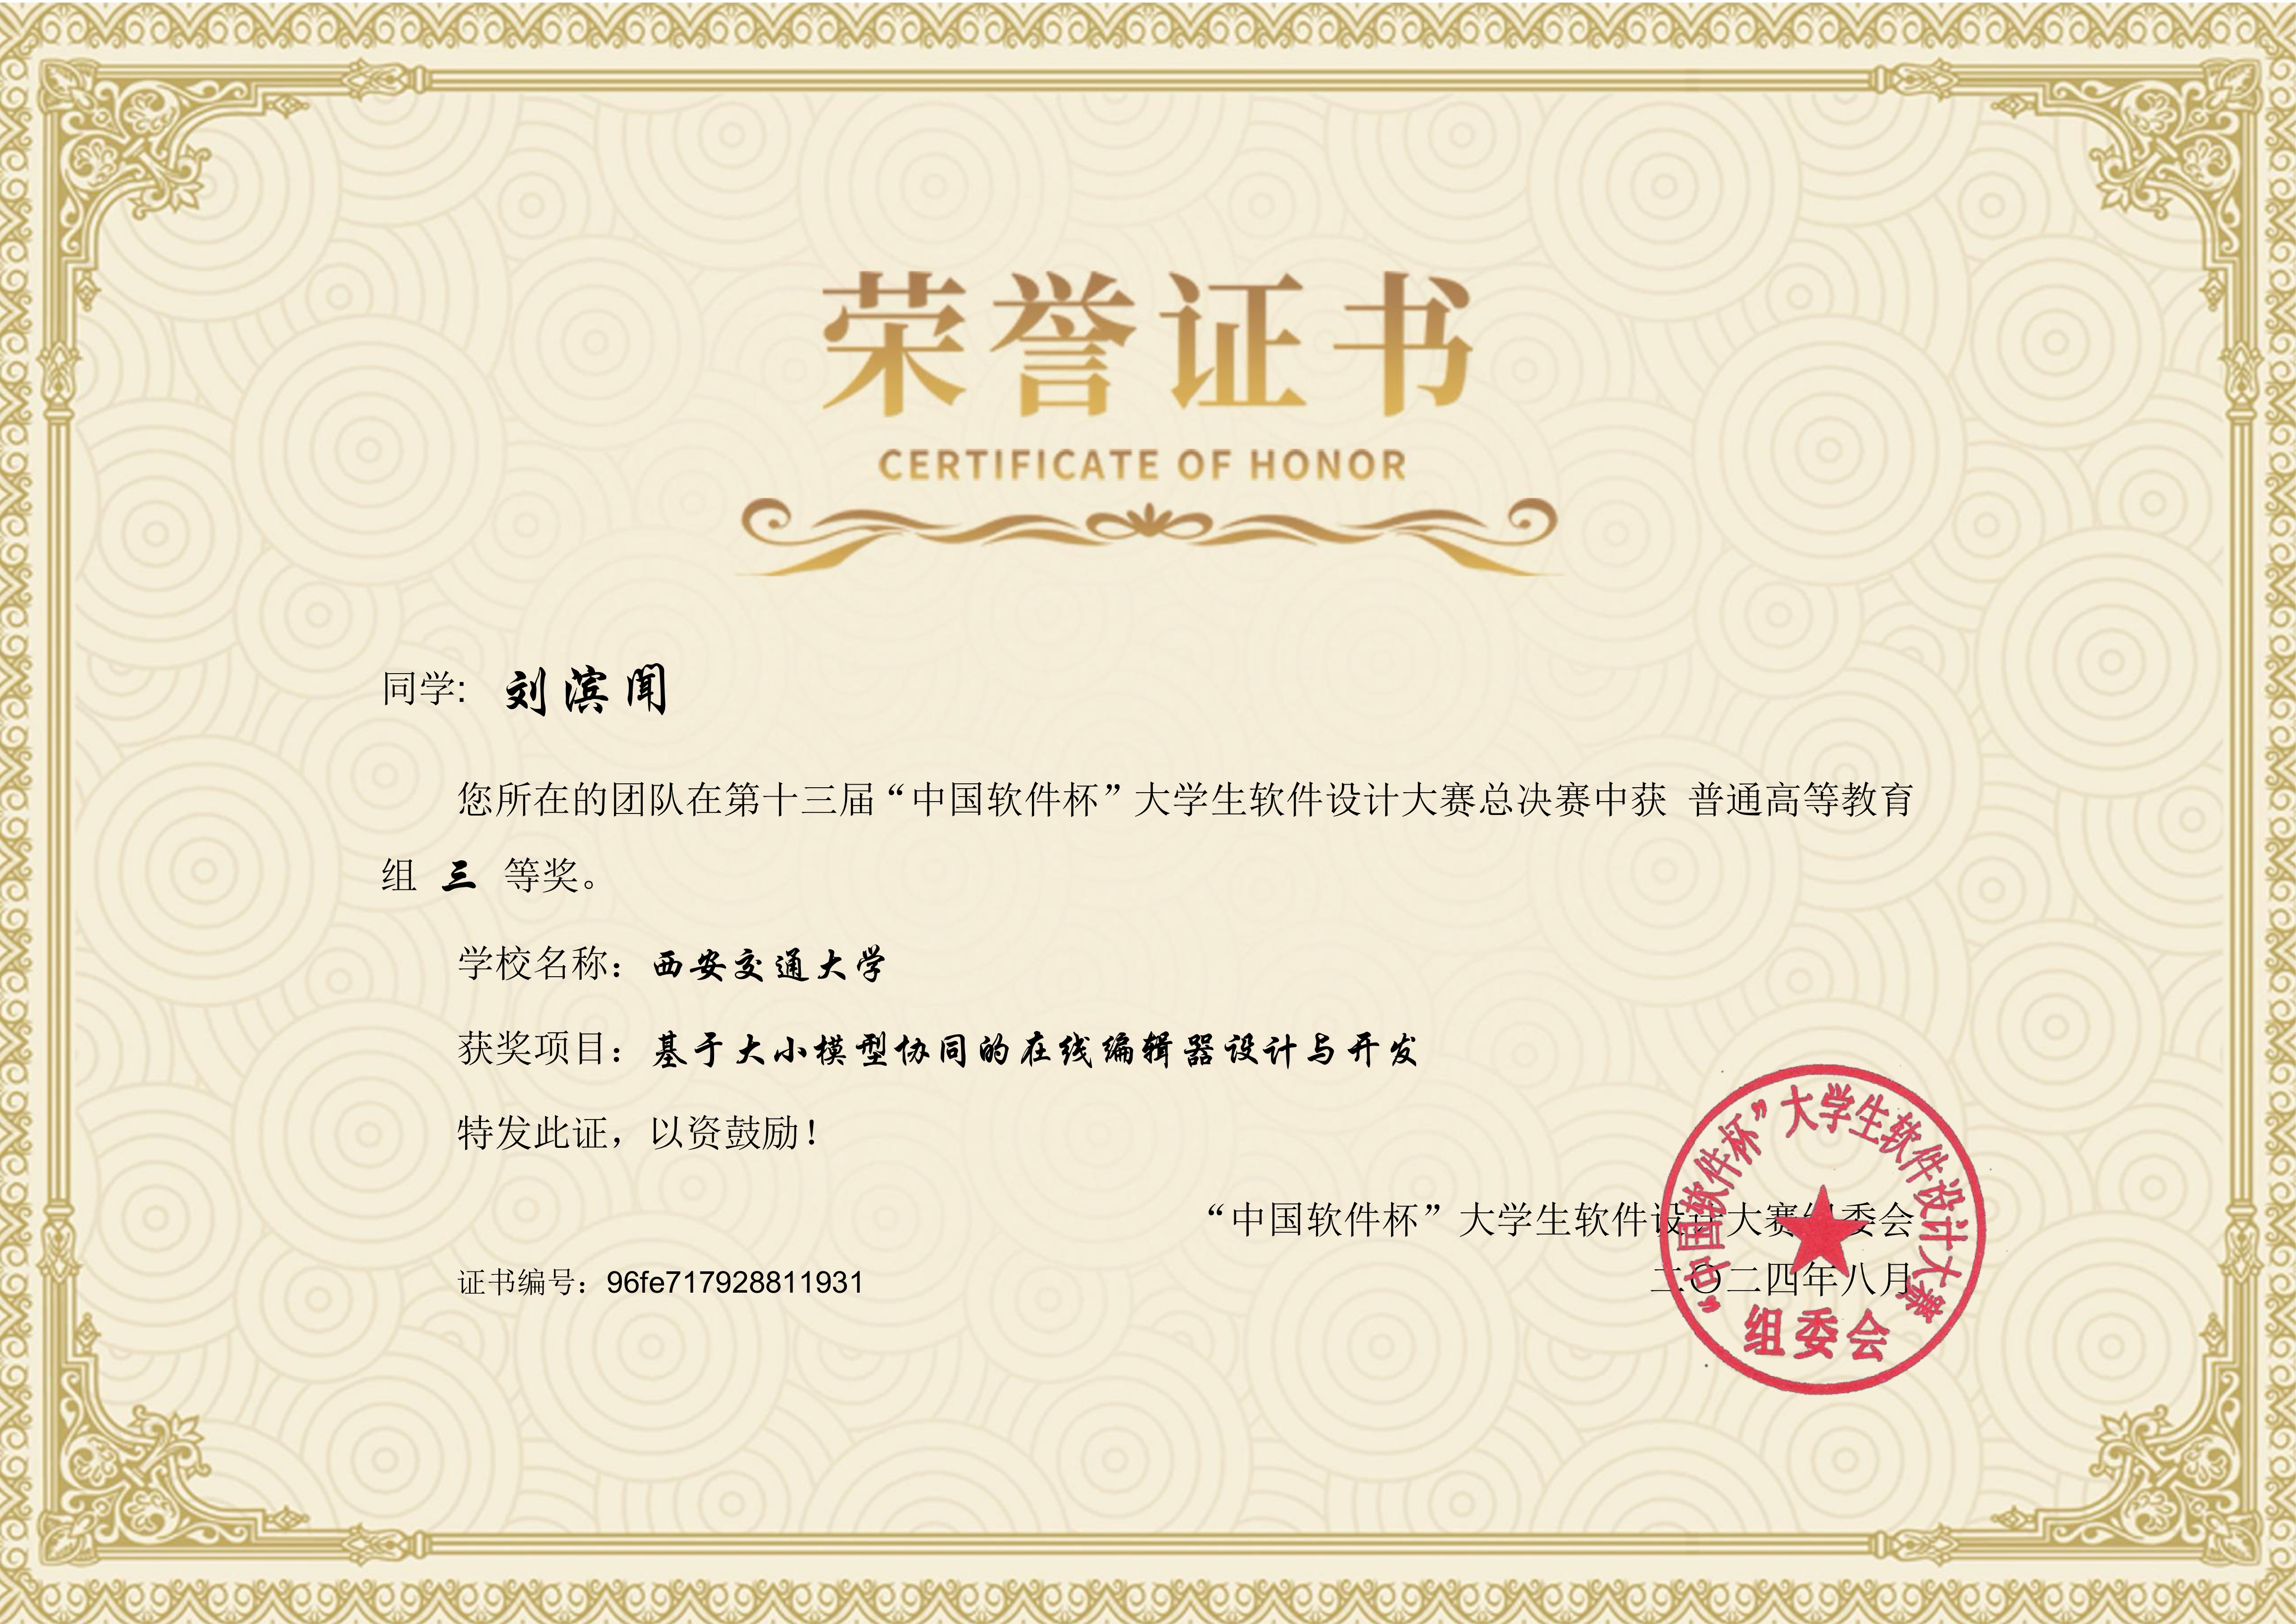 荣誉证书
CERTIFICATE OF HONOR
同学: 刘滨闻
您所在的团队在第十三届“中国软件杯”大学生软件设计大赛总决赛中获 普通高等教育
组 三 等奖。
学校名称：西安交通大学
获奖项目：基于大小模型协同的在线编辑器设计与开发
特发此证，以资鼓励！
“中国软件杯”大学生软件设计大赛组委会
证书编号：96fe717928811931
二〇二四年八月
“中国软件杯”大学生软件设计大赛
组委会